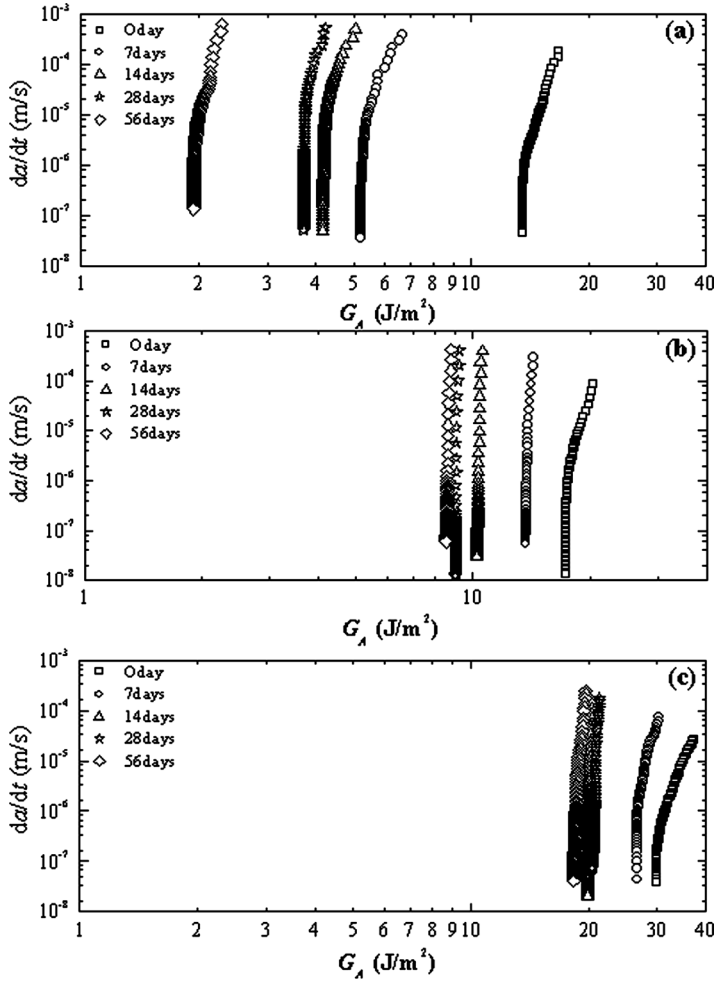 (a)
0day
7days
14days
28days
56days
da/dt (m/s)
10⁻³
10⁻⁴
10⁻⁵
10⁻⁶
10⁻⁷
10⁻⁸
1 2 3 4 5 6 7 8 9 10 20 30 40
G_A (J/m²)
(b)
0day
7days
14days
28days
56days
da/dt (m/s)
10⁻³
10⁻⁴
10⁻⁵
10⁻⁶
10⁻⁷
10⁻⁸
1 10
G_A (J/m²)
(c)
0day
7days
14days
28days
56days
da/dt (m/s)
10⁻³
10⁻⁴
10⁻⁵
10⁻⁶
10⁻⁷
10⁻⁸
1 2 3 4 5 6 7 8 9 10 20 30 40
G_A (J/m²)